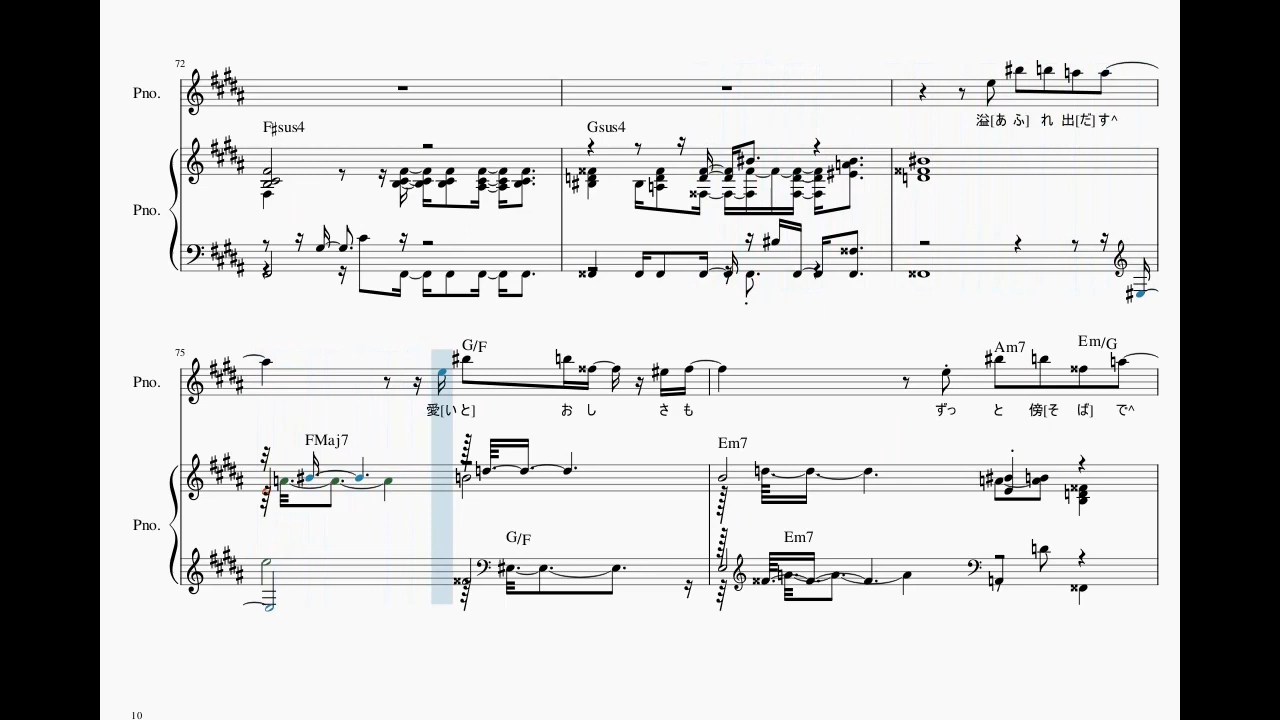 72
Pno.
溢[あ ふ] れ 出[だ] す^
F♯sus4 Gsus4
Pno.
75
G/F Am7 Em/G
Pno.
愛[い と] お し さ も ずっ と 傍[そ ば] で^
FMaj7 Em7
Pno.
G/F Em7
10